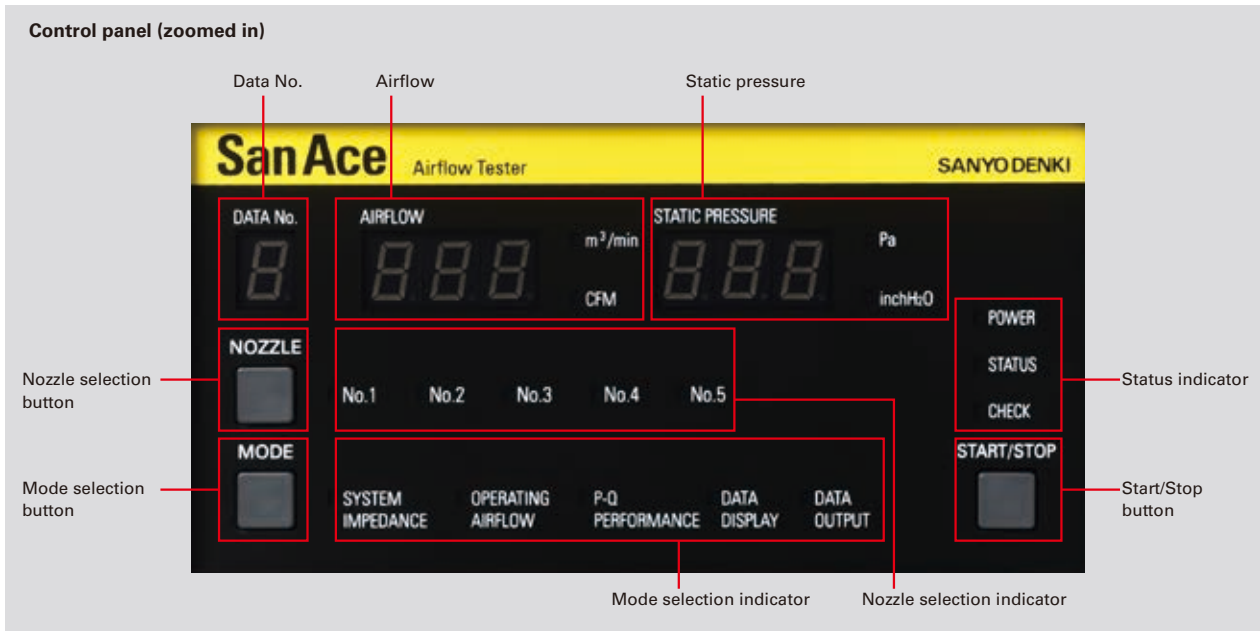 Control panel (zoomed in)
Data No.
Airflow
Static pressure
San Ace Airflow Tester
SANYO DENKI
DATA No.
AIRFLOW
m³/min
CFM
STATIC PRESSURE
Pa
inchH₂O
NOZZLE
No.1 No.2 No.3 No.4 No.5
MODE
SYSTEM
IMPEDANCE
OPERATING
AIRFLOW
P-Q
PERFORMANCE
DATA
DISPLAY
DATA
OUTPUT
POWER
STATUS
CHECK
START/STOP
Nozzle selection
button
Mode selection
button
Status indicator
Start/Stop
button
Mode selection indicator
Nozzle selection indicator